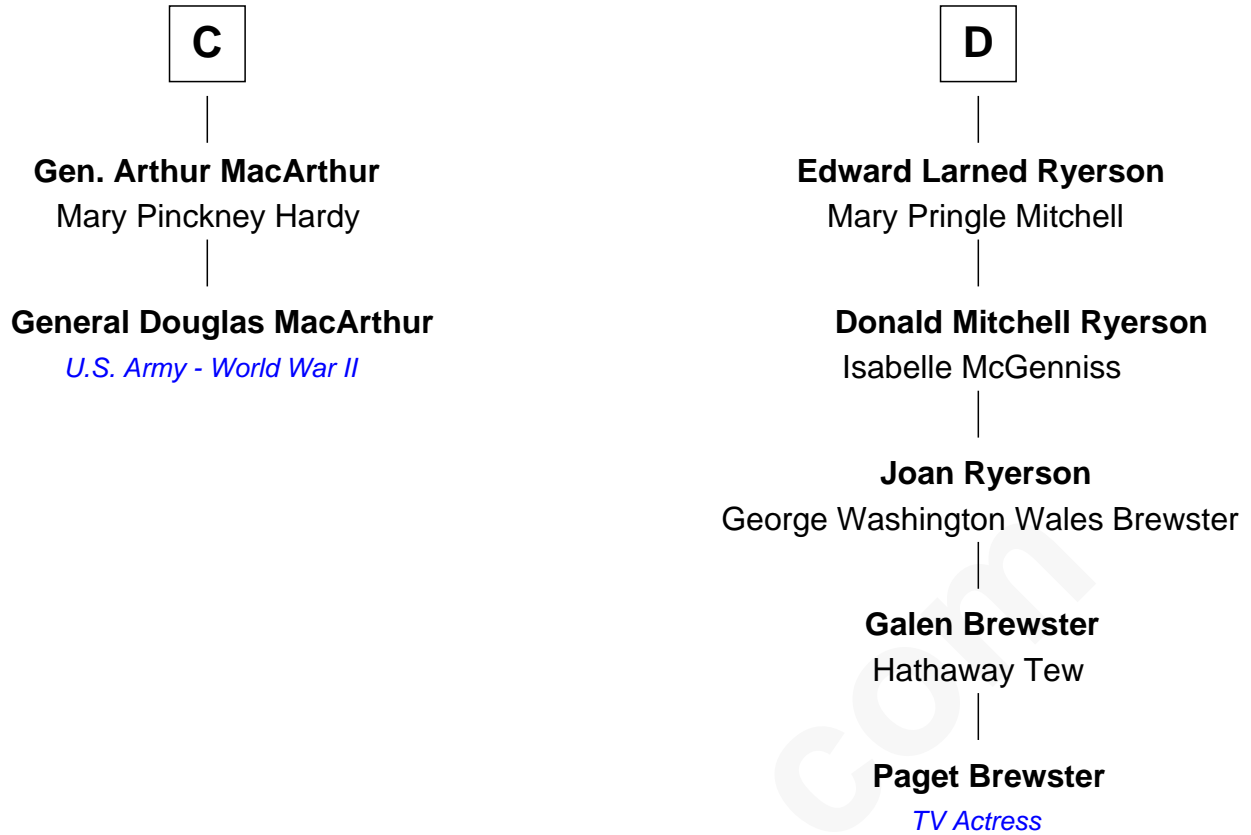 C
Gen. Arthur MacArthur
Mary Pinckney Hardy
General Douglas MacArthur
U.S. Army - World War II
D
Edward Larned Ryerson
Mary Pringle Mitchell
Donald Mitchell Ryerson
Isabelle McGenniss
Joan Ryerson
George Washington Wales Brewster
Galen Brewster
Hathaway Tew
Paget Brewster
TV Actress
com